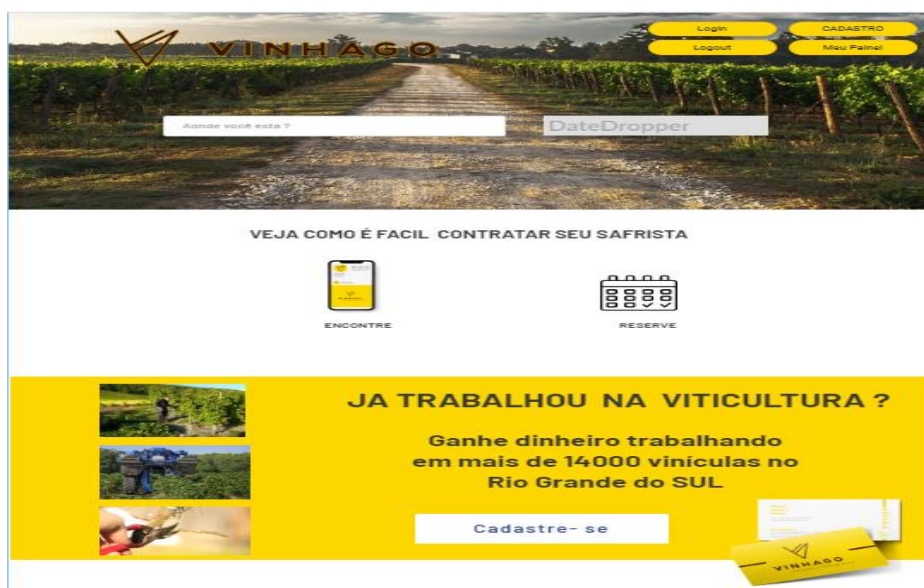 VINHAGO
Login
CADASTRO
Logout
Meu Painel
Aonde você esta ?
DateDropper
VEJA COMO É FACIL CONTRATAR SEU SAFRISTA
ENCONTRE
RESERVE
JA TRABALHOU NA VITICULTURA ?
Ganhe dinheiro trabalhando
em mais de 14000 vinículas no
Rio Grande do SUL
Cadastre- se
VINHAGO